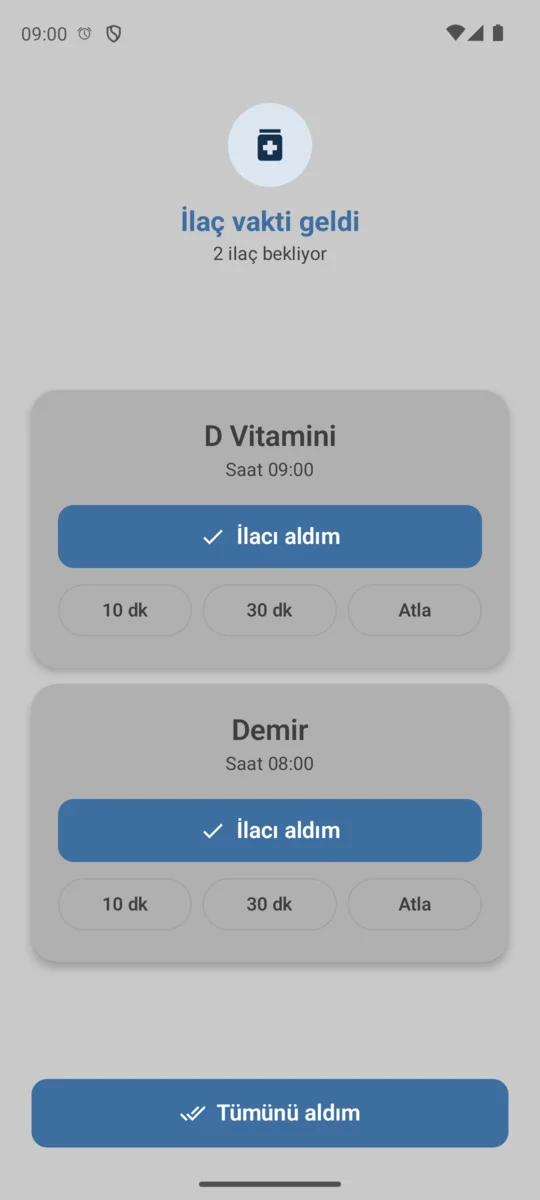 09:00
İlaç vakti geldi
2 ilaç bekliyor
D Vitamini
Saat 09:00
İlacı aldım
10 dk
30 dk
Atla
Demir
Saat 08:00
İlacı aldım
10 dk
30 dk
Atla
Tümünü aldım